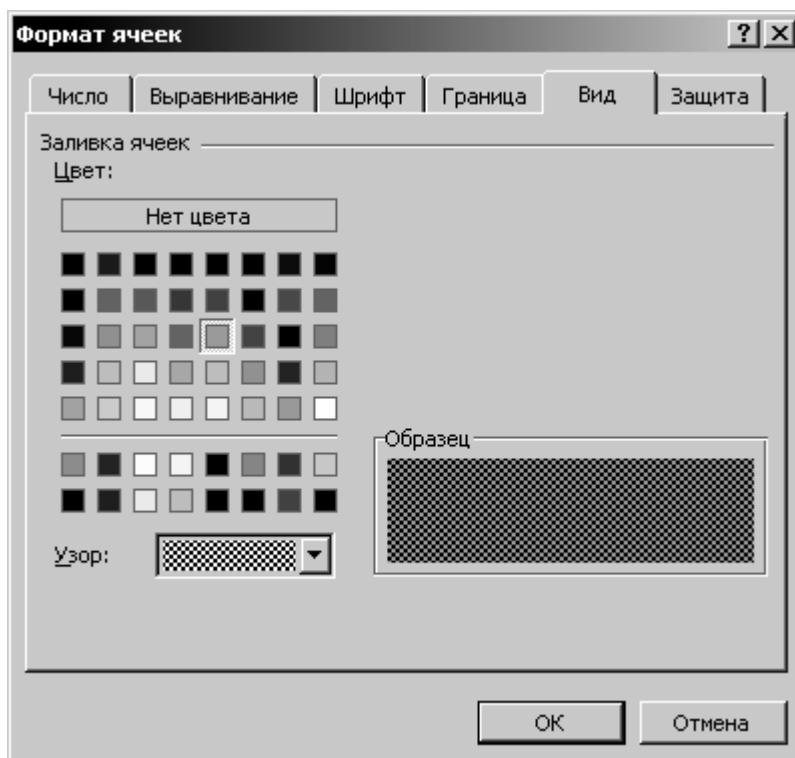 Формат ячеек
Число Выравнивание Шрифт Граница Вид Защита
Заливка ячеек
Цвет:
Нет цвета
Образец
Узор:
ОК Отмена